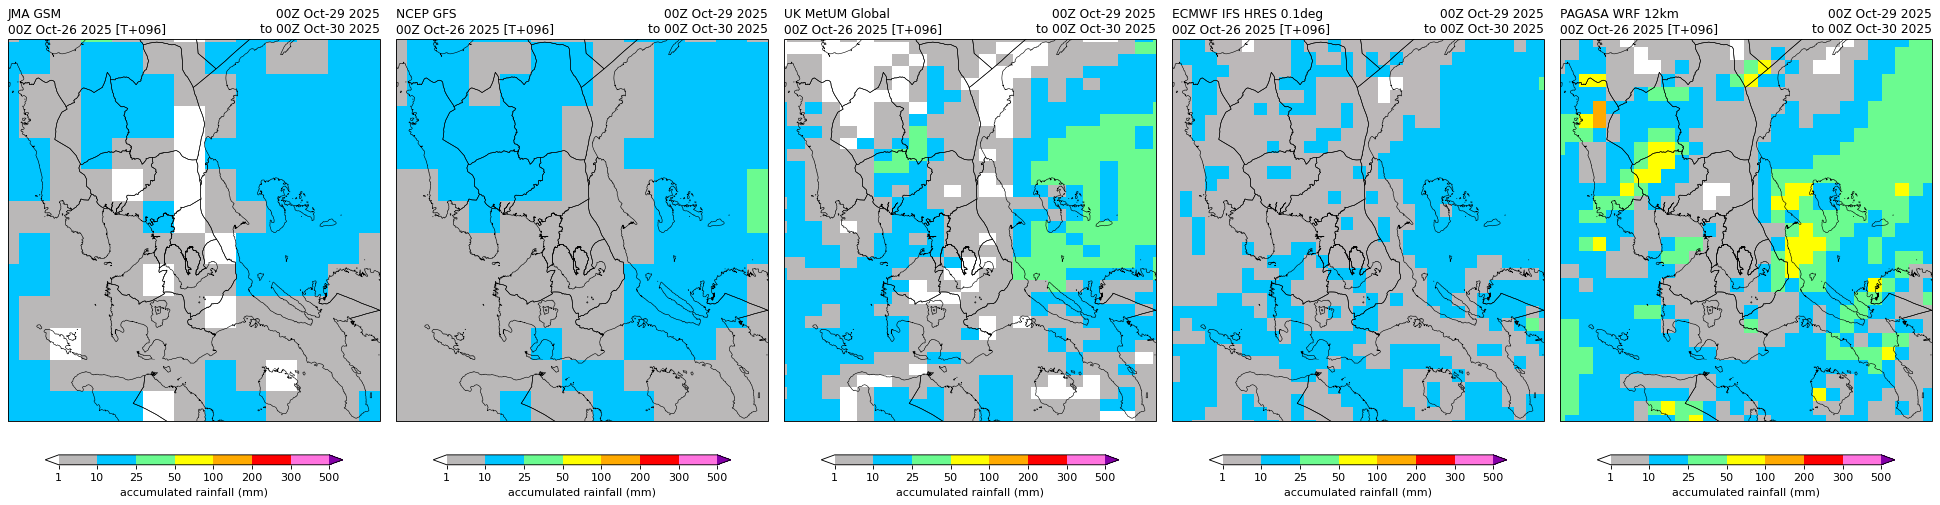 JMA GSM 00Z Oct-29 2025
00Z Oct-26 2025 [T+096] to 00Z Oct-30 2025
1 10 25 50 100 200 300 500
accumulated rainfall (mm)
NCEP GFS 00Z Oct-29 2025
00Z Oct-26 2025 [T+096] to 00Z Oct-30 2025
1 10 25 50 100 200 300 500
accumulated rainfall (mm)
UK MetUM Global 00Z Oct-29 2025
00Z Oct-26 2025 [T+096] to 00Z Oct-30 2025
1 10 25 50 100 200 300 500
accumulated rainfall (mm)
ECMWF IFS HRES 0.1deg 00Z Oct-29 2025
00Z Oct-26 2025 [T+096] to 00Z Oct-30 2025
1 10 25 50 100 200 300 500
accumulated rainfall (mm)
PAGASA WRF 12km 00Z Oct-29 2025
00Z Oct-26 2025 [T+096] to 00Z Oct-30 2025
1 10 25 50 100 200 300 500
accumulated rainfall (mm)